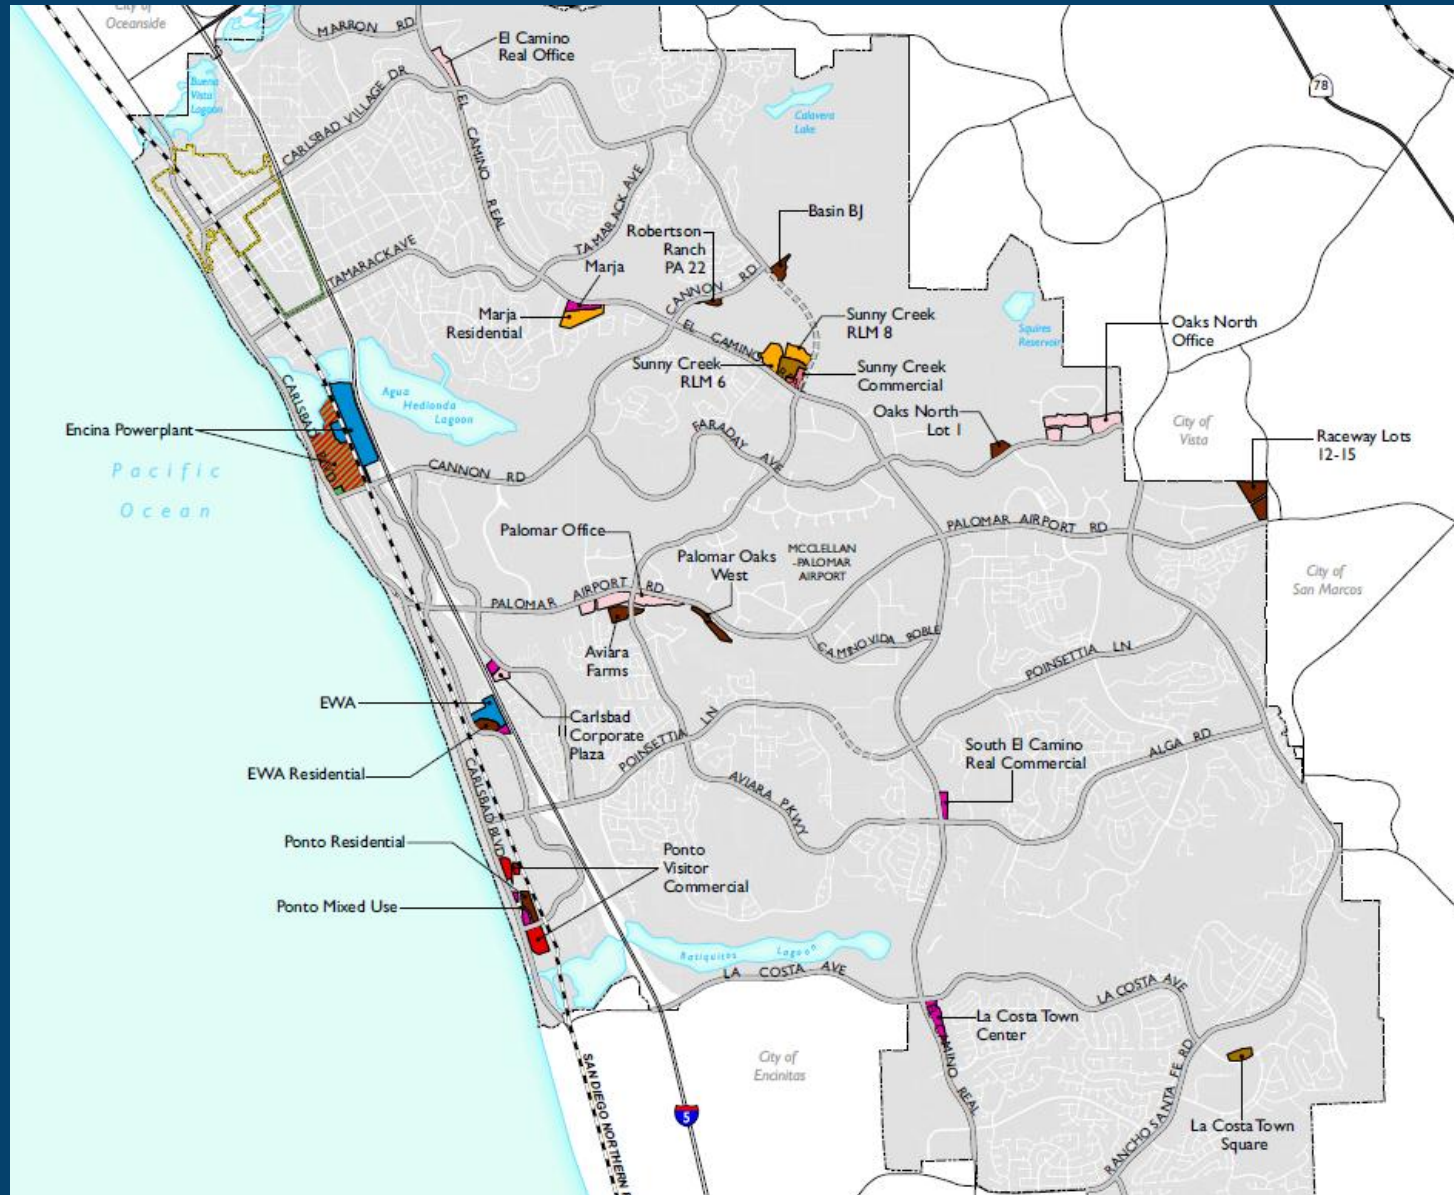 City of
Oceanside
MARRON RD
El Camino
Real Office
78
Buena
Vista
Lagoon
CARLSBAD VILLAGE DR
EL CAMINO REAL
Calavera
Lake
TAMARACK AVE
Basin BJ
Robertson
Ranch
PA 22
TAMARACK AVE
Marja
CANNON RD
Marja
Residential
EL CAMINO RD
Sunny Creek
RLM 8
Squires
Reservoir
Oaks North
Office
Sunny Creek
RLM 6
Sunny Creek
Commercial
CARLSBAD BLVD
Agua
Hedionda
Lagoon
Oaks North
Lot 1
City of
Vista
Encina Powerplant
FARADAY AVE
Raceway Lots
12-15
Pacific
Ocean
CANNON RD
PALOMAR AIRPORT RD
Palomar Office
Palomar Oaks
West
MCCLELLAN
-PALOMAR
AIRPORT
City of
San Marcos
PALOMAR AIRPORT RD
CAMINO VIDA ROBLE
Aviara
Farms
POINSETTIA LN
EWA
Carlsbad
Corporate
Plaza
POINSETTIA LN
South El Camino
Real Commercial
ALGA RD
EWA Residential
CARLSBAD BLVD
AVIARA PKWY
Ponto Residential
Ponto
Visitor
Commercial
Ponto Mixed Use
Batiquitos Lagoon
LA COSTA AVE
LA COSTA AVE
La Costa Town
Center
EL CAMINO REAL
City of
Encinitas
SAN DIEGO NORTHERN
RANCHO SANTA FE RD
5
La Costa Town
Square